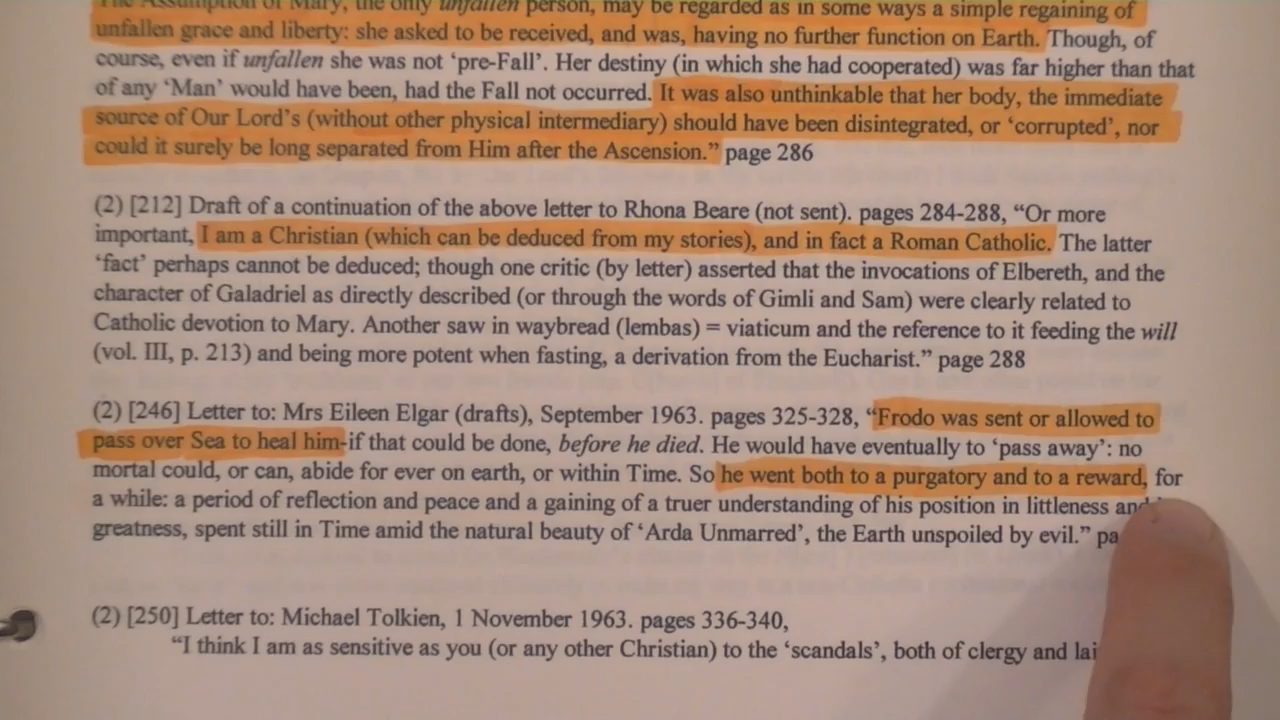 The Assumption of Mary, the only unfallen person, may be regarded as in some ways a simple regaining of
unfallen grace and liberty: she asked to be received, and was, having no further function on Earth. Though, of
course, even if unfallen she was not ‘pre-Fall’. Her destiny (in which she had cooperated) was far higher than that
of any ‘Man’ would have been, had the Fall not occurred. It was also unthinkable that her body, the immediate
source of Our Lord’s (without other physical intermediary) should have been disintegrated, or ‘corrupted’, nor
could it surely be long separated from Him after the Ascension.” page 286
(2) [212] Draft of a continuation of the above letter to Rhona Beare (not sent). pages 284-288, “Or more
important, I am a Christian (which can be deduced from my stories), and in fact a Roman Catholic. The latter
‘fact’ perhaps cannot be deduced; though one critic (by letter) asserted that the invocations of Elbereth, and the
character of Galadriel as directly described (or through the words of Gimli and Sam) were clearly related to
Catholic devotion to Mary. Another saw in waybread (lembas) = viaticum and the reference to it feeding the will
(vol. III, p. 213) and being more potent when fasting, a derivation from the Eucharist.” page 288
(2) [246] Letter to: Mrs Eileen Elgar (drafts), September 1963. pages 325-328, “Frodo was sent or allowed to
pass over Sea to heal him-if that could be done, before he died. He would have eventually to ‘pass away’: no
mortal could, or can, abide for ever on earth, or within Time. So he went both to a purgatory and to a reward, for
a while: a period of reflection and peace and a gaining of a truer understanding of his position in littleness and
greatness, spent still in Time amid the natural beauty of ‘Arda Unmarred’, the Earth unspoiled by evil.” pa
(2) [250] Letter to: Michael Tolkien, 1 November 1963. pages 336-340,
“I think I am as sensitive as you (or any other Christian) to the ‘scandals’, both of clergy and lai